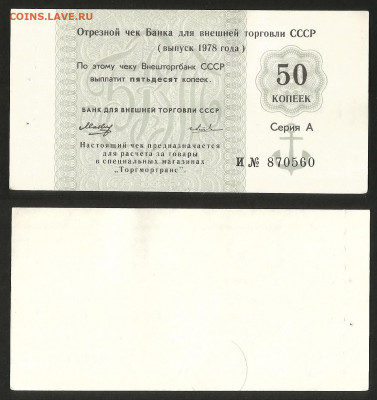 COINS.LAVE.RU
Отрезной чек Банка для внешней торговли СССР
(выпуск 1978 года)
По этому чеку Внешторгбанк СССР
выплатит пятьдесят копеек.
50
КОПЕЕК
БАНК ДЛЯ ВНЕШНЕЙ ТОРГОВЛИ СССР
Серия А
Настоящий чек предназначается
для расчёта за товары
в специальных магазинах
"Торгмортранс".
И № 870560